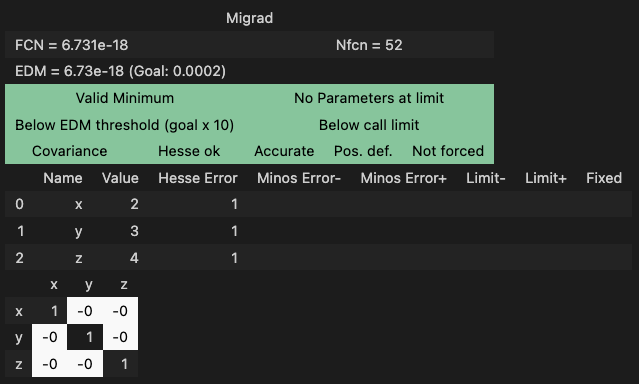 Migrad
FCN = 6.731e-18 Nfcn = 52
EDM = 6.73e-18 (Goal: 0.0002)
Valid Minimum No Parameters at limit
Below EDM threshold (goal x 10) Below call limit
Covariance Hesse ok Accurate Pos. def. Not forced
Name Value Hesse Error Minos Error- Minos Error+ Limit- Limit+ Fixed
0 x 2 1
1 y 3 1
2 z 4 1
x y z
x 1 -0 -0
y -0 1 -0
z -0 -0 1